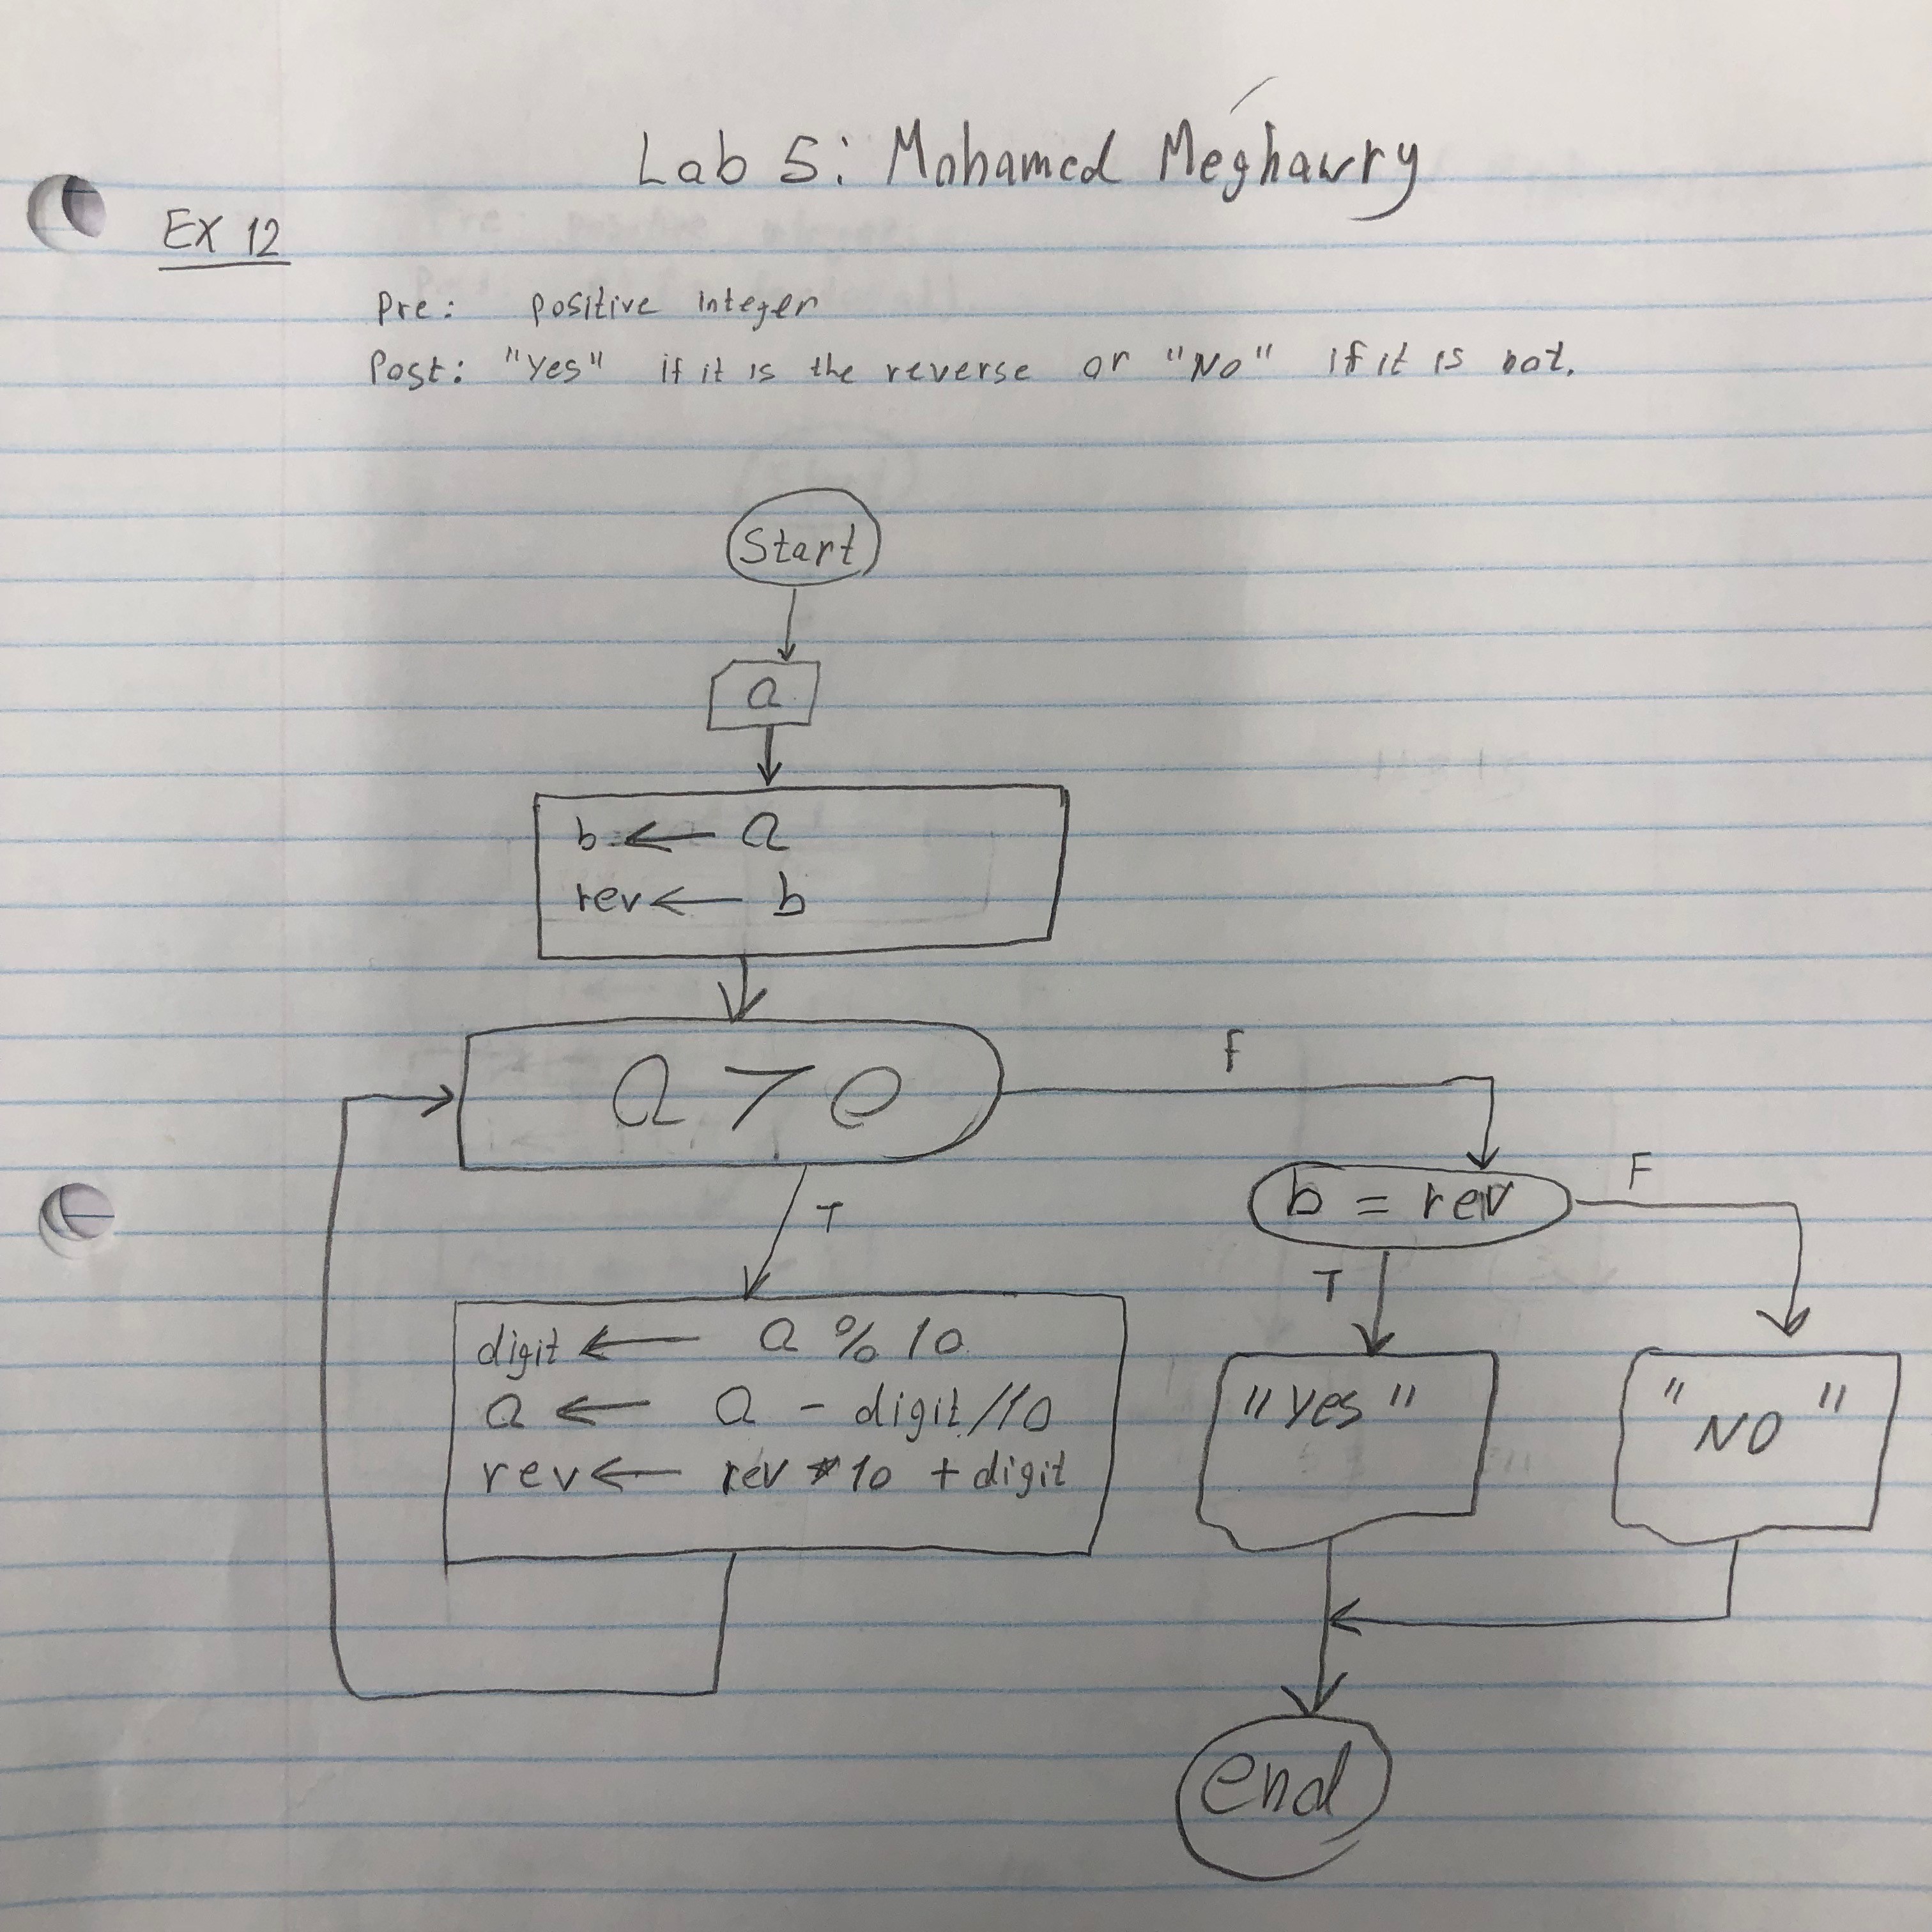 Lab 5: Mohamed Meghawry
EX 12
Pre: positive integer
Post: "Yes" if it is the reverse or "No" if it is not.
Start
a
b ← a
rev ← b
a > 0
F
T
b = rev
F
T
digit ← a % 10
a ← a - digit/10
rev ← rev * 10 + digit
"Yes"
"NO"
end